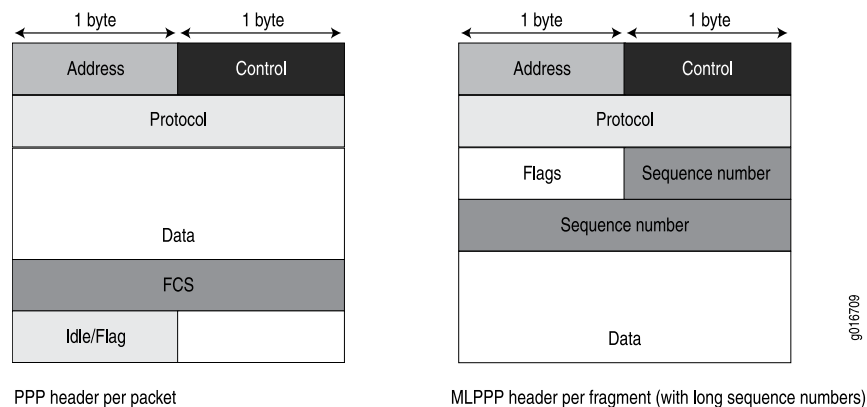 1 byte 1 byte
Address Control
Protocol
Data
FCS
Idle/Flag
PPP header per packet
1 byte 1 byte
Address Control
Protocol
Flags Sequence number
Sequence number
Data
MLPPP header per fragment (with long sequence numbers)
g016709